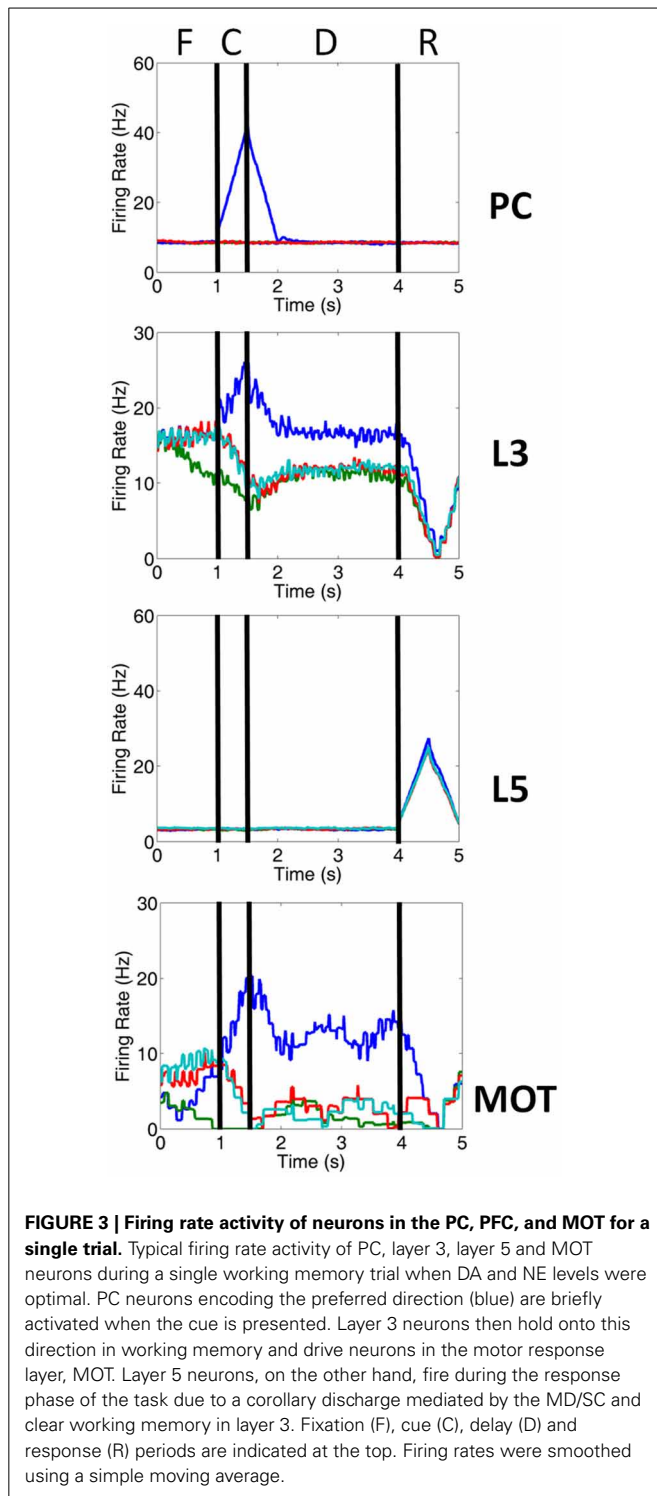 F C D R
60
40
20
0
Firing Rate (Hz)
0 1 2 3 4 5
Time (s)
PC
30
20
10
0
Firing Rate (Hz)
0 1 2 3 4 5
Time (s)
L3
60
40
20
0
Firing Rate (Hz)
0 1 2 3 4 5
Time (s)
L5
30
20
10
0
Firing Rate (Hz)
0 1 2 3 4 5
Time (s)
MOT
FIGURE 3 | Firing rate activity of neurons in the PC, PFC, and MOT for a
single trial. Typical firing rate activity of PC, layer 3, layer 5 and MOT
neurons during a single working memory trial when DA and NE levels were
optimal. PC neurons encoding the preferred direction (blue) are briefly
activated when the cue is presented. Layer 3 neurons then hold onto this
direction in working memory and drive neurons in the motor response
layer, MOT. Layer 5 neurons, on the other hand, fire during the response
phase of the task due to a corollary discharge mediated by the MD/SC and
clear working memory in layer 3. Fixation (F), cue (C), delay (D) and
response (R) periods are indicated at the top. Firing rates were smoothed
using a simple moving average.